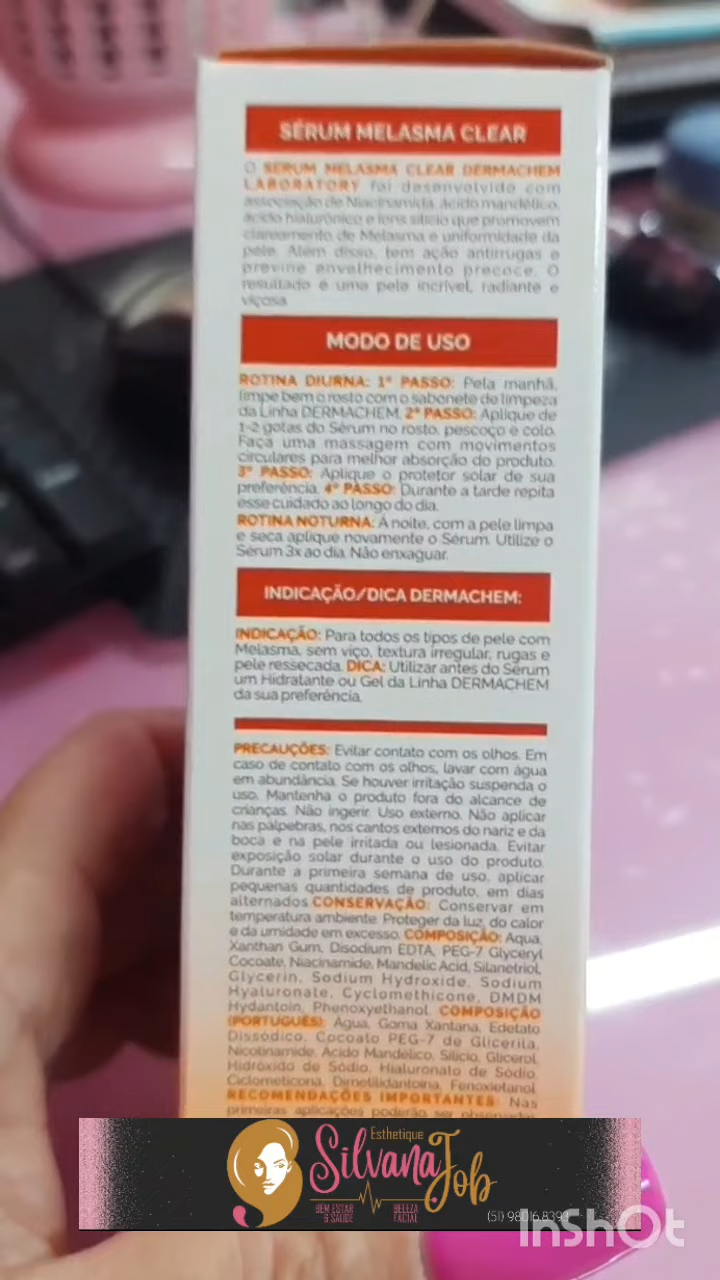 SÉRUM MELASMA CLEAR
O SERUM MELASMA CLEAR DERMACHEM
LABORATORY foi desenvolvido com
associação de Niacinamida, ácido mandélico,
ácido hialurônico e íons silício que promovem
clareamento de Melasma e uniformidade da
pele. Além disso, tem ação antirrugas e
previne envelhecimento precoce. O
resultado é uma pele incrível, radiante e
viçosa.
MODO DE USO
ROTINA DIURNA: 1º PASSO: Pela manhã,
limpe bem o rosto com o sabonete de limpeza
da Linha DERMACHEM. 2º PASSO: Aplique de
1-2 gotas do Sérum no rosto, pescoço e colo.
Faça uma massagem com movimentos
circulares para melhor absorção do produto.
3º PASSO: Aplique o protetor solar de sua
preferência. 4º PASSO: Durante a tarde repita
esse cuidado ao longo do dia.
ROTINA NOTURNA: À noite, com a pele limpa
e seca aplique novamente o Sérum. Utilize o
Sérum 3x ao dia. Não enxaguar.
INDICAÇÃO/DICA DERMACHEM:
INDICAÇÃO: Para todos os tipos de pele com
Melasma, sem viço, textura irregular, rugas e
pele ressecada. DICA: Utilizar antes do Sérum
um Hidratante ou Gel da Linha DERMACHEM
da sua preferência.
PRECAUÇÕES: Evitar contato com os olhos. Em
caso de contato com os olhos, lavar com água
em abundância. Se houver irritação suspenda o
uso. Mantenha o produto fora do alcance de
crianças. Não ingerir. Uso externo. Não aplicar
nas pálpebras, nos cantos externos do nariz e da
boca e na pele irritada ou lesionada. Evitar
exposição solar durante o uso do produto.
Durante a primeira semana de uso, aplicar
pequenas quantidades de produto, em dias
alternados. CONSERVAÇÃO: Conservar em
temperatura ambiente. Proteger da luz, do calor
e da umidade em excesso. COMPOSIÇÃO: Aqua,
Xanthan Gum, Disodium EDTA, PEG-7 Glyceryl
Cocoate, Niacinamide, Mandelic Acid, Silanetriol,
Glycerin, Sodium Hydroxide, Sodium
Hyaluronate, Cyclomethicone, DMDM
Hydantoin, Phenoxyethanol. COMPOSIÇÃO
(PORTUGUÊS): Água, Goma Xantana, Edetato
Dissódico, Cocoato PEG-7 de Glicerila,
Nicotinamide, Ácido Mandélico, Silício, Glicerol,
Hidróxido de Sódio, Hialuronato de Sódio,
Ciclometicona, Dimetilidantoína, Fenoxietanol.
RECOMENDAÇÕES IMPORTANTES: Nas
primeiras aplicações poderão ser
Esthetique
Silvana Job
BEM ESTAR & SAÚDE
BELEZA FACIAL
(51) 98016.8393
InShOt